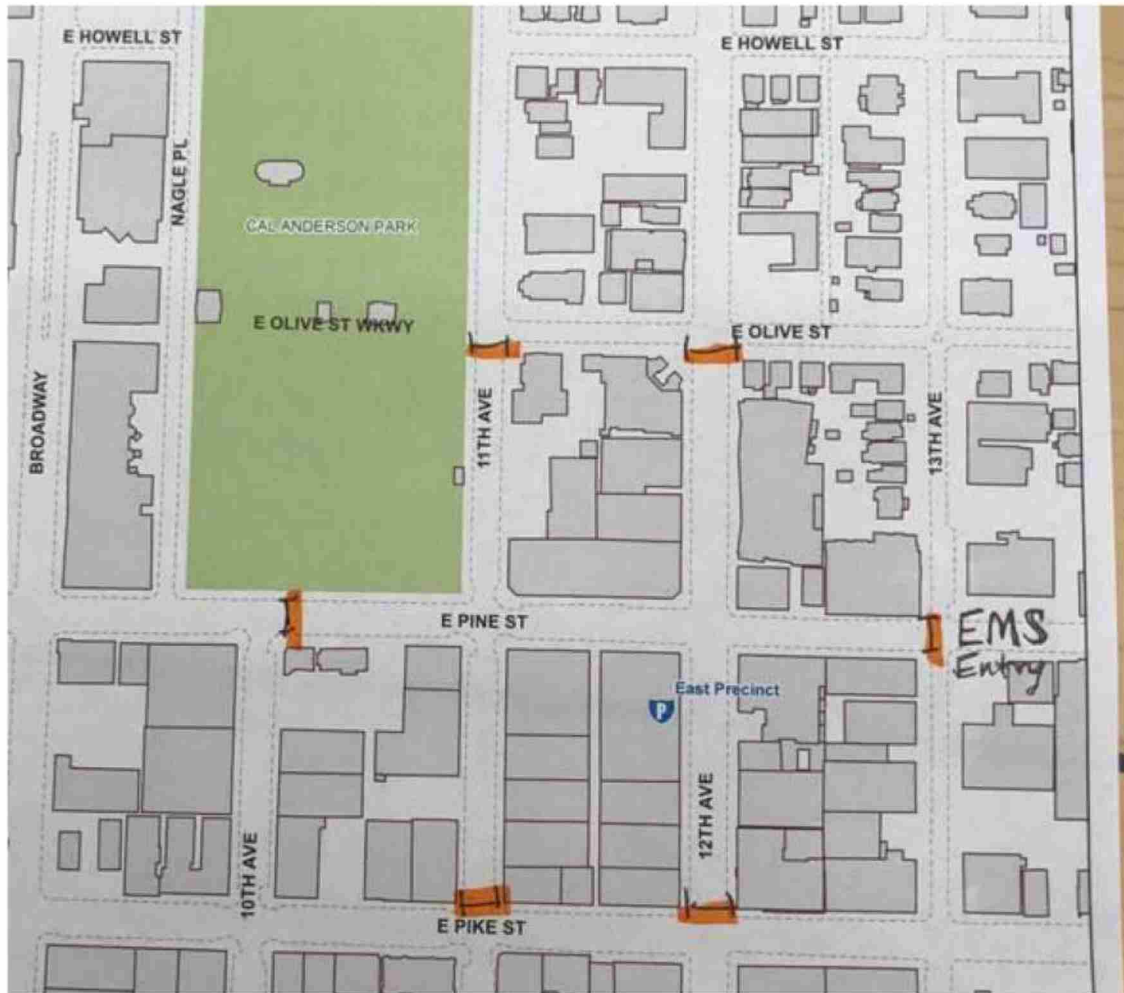 E HOWELL ST
E HOWELL ST
NAGLE PL
CAL ANDERSON PARK
E OLIVE ST WKWY
E OLIVE ST
BROADWAY
11TH AVE
13TH AVE
E PINE ST
EMS
Entry
East Precinct
P
12TH AVE
10TH AVE
E PIKE ST